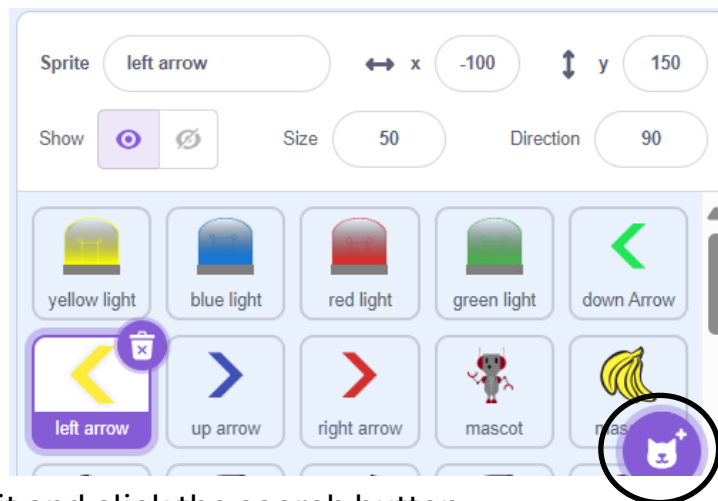 Sprite left arrow x -100 y 150
Show Size 50 Direction 90
yellow light blue light red light green light down Arrow
left arrow up arrow right arrow mascot